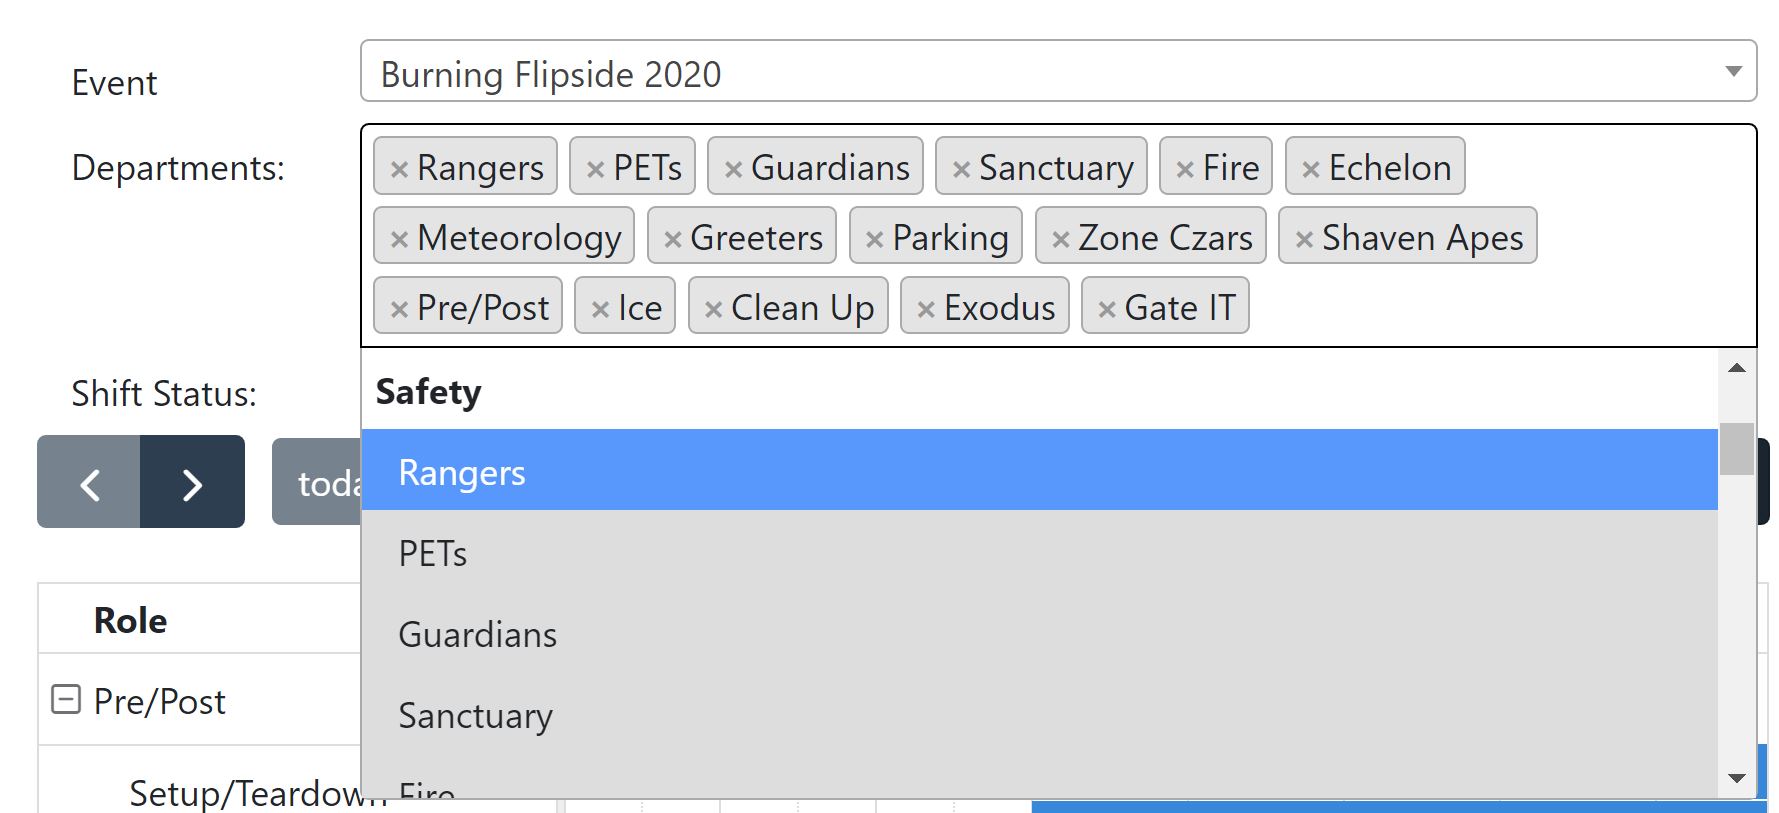 Event
Burning Flipside 2020
Departments:
× Rangers × PETs × Guardians × Sanctuary × Fire × Echelon
× Meteorology × Greeters × Parking × Zone Czars × Shaven Apes
× Pre/Post × Ice × Clean Up × Exodus × Gate IT
Shift Status:
Safety
Rangers
PETs
Guardians
Sanctuary
Fire
toda
Role
Pre/Post
Setup/Teardown